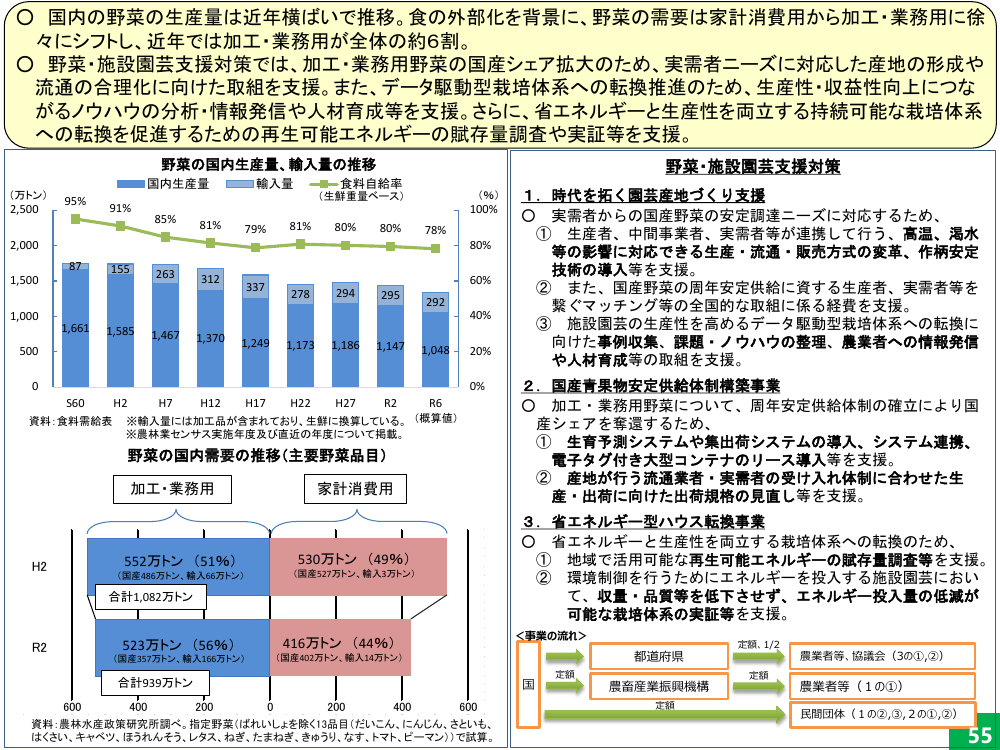 ○　国内の野菜の生産量は近年横ばいで推移。食の外部化を背景に、野菜の需要は家計消費用から加工・業務用に徐
々にシフトし、近年では加工・業務用が全体の約６割。
○　野菜・施設園芸支援対策では、加工・業務用野菜の国産シェア拡大のため、実需者ニーズに対応した産地の形成や
流通の合理化に向けた取組を支援。また、データ駆動型栽培体系への転換推進のため、生産性・収益性向上につな
がるノウハウの分析・情報発信や人材育成等を支援。さらに、省エネルギーと生産性を両立する持続可能な栽培体系
への転換を促進するための再生可能エネルギーの賦存量調査や実証等を支援。
野菜の国内生産量、輸入量の推移
国内生産量　輸入量　食料自給率
（生鮮重量ベース）
(万トン)　(%)
95%　91%　85%　81%　79%　81%　80%　80%　78%
2,500　100%
2,000　80%
1,500　60%
1,000　40%
500　20%
0　0%
87　155　263　312　337　278　294　295　292
1,661　1,585　1,467　1,370　1,249　1,173　1,186　1,147　1,048
S60　H2　H7　H12　H17　H22　H27　R2　R6
（概算値）
資料：食料需給表　※輸入量には加工品が含まれており、生鮮に換算している。
※農林業センサス実施年度及び直近の年度について掲載。
野菜の国内需要の推移（主要野菜品目）
加工・業務用　家計消費用
H2
552万トン　(51%)
(国産486万トン、輸入66万トン)
530万トン　(49%)
(国産527万トン、輸入3万トン)
合計1,082万トン
R2
523万トン　(56%)
(国産357万トン、輸入166万トン)
416万トン　(44%)
(国産402万トン、輸入14万トン)
合計939万トン
600　400　200　0　200　400　600
資料：農林水産政策研究所調べ。指定野菜（ばれいしょを除く13品目（だいこん、にんじん、さといも、
はくさい、キャベツ、ほうれんそう、レタス、ねぎ、たまねぎ、きゅうり、なす、トマト、ピーマン））で試算。
野菜・施設園芸支援対策
１．時代を拓く園芸産地づくり支援
○　実需者からの国産野菜の安定調達ニーズに対応するため、
①　生産者、中間事業者、実需者等が連携して行う、高温、渇水
等の影響に対応できる生産・流通・販売方式の変革、作柄安定
技術の導入等を支援。
②　また、国産野菜の周年安定供給に資する生産者、実需者等を
繋ぐマッチング等の全国的な取組に係る経費を支援。
③　施設園芸の生産性を高めるデータ駆動型栽培体系への転換に
向けた事例収集、課題・ノウハウの整理、農業者への情報発信
や人材育成等の取組を支援。
２．国産青果物安定供給体制構築事業
○　加工・業務用野菜について、周年安定供給体制の確立により国
産シェアを奪還するため、
①　生育予測システムや集出荷システムの導入、システム連携、
電子タグ付き大型コンテナのリース導入等を支援。
②　産地が行う流通業者・実需者の受け入れ体制に合わせた生
産・出荷に向けた出荷規格の見直し等を支援。
３．省エネルギー型ハウス転換事業
○　省エネルギーと生産性を両立する栽培体系への転換のため、
①　地域で活用可能な再生可能エネルギーの賦存量調査等を支援。
②　環境制御を行うためにエネルギーを投入する施設園芸におい
て、収量・品質等を低下させず、エネルギー投入量の低減が
可能な栽培体系の実証等を支援。
＜事業の流れ＞
国
都道府県　定額、1/2　農業者等、協議会（3の①,②）
定額　農畜産業振興機構　定額　農業者等（１の①）
定額　民間団体（１の②,③,２の①,②）
55